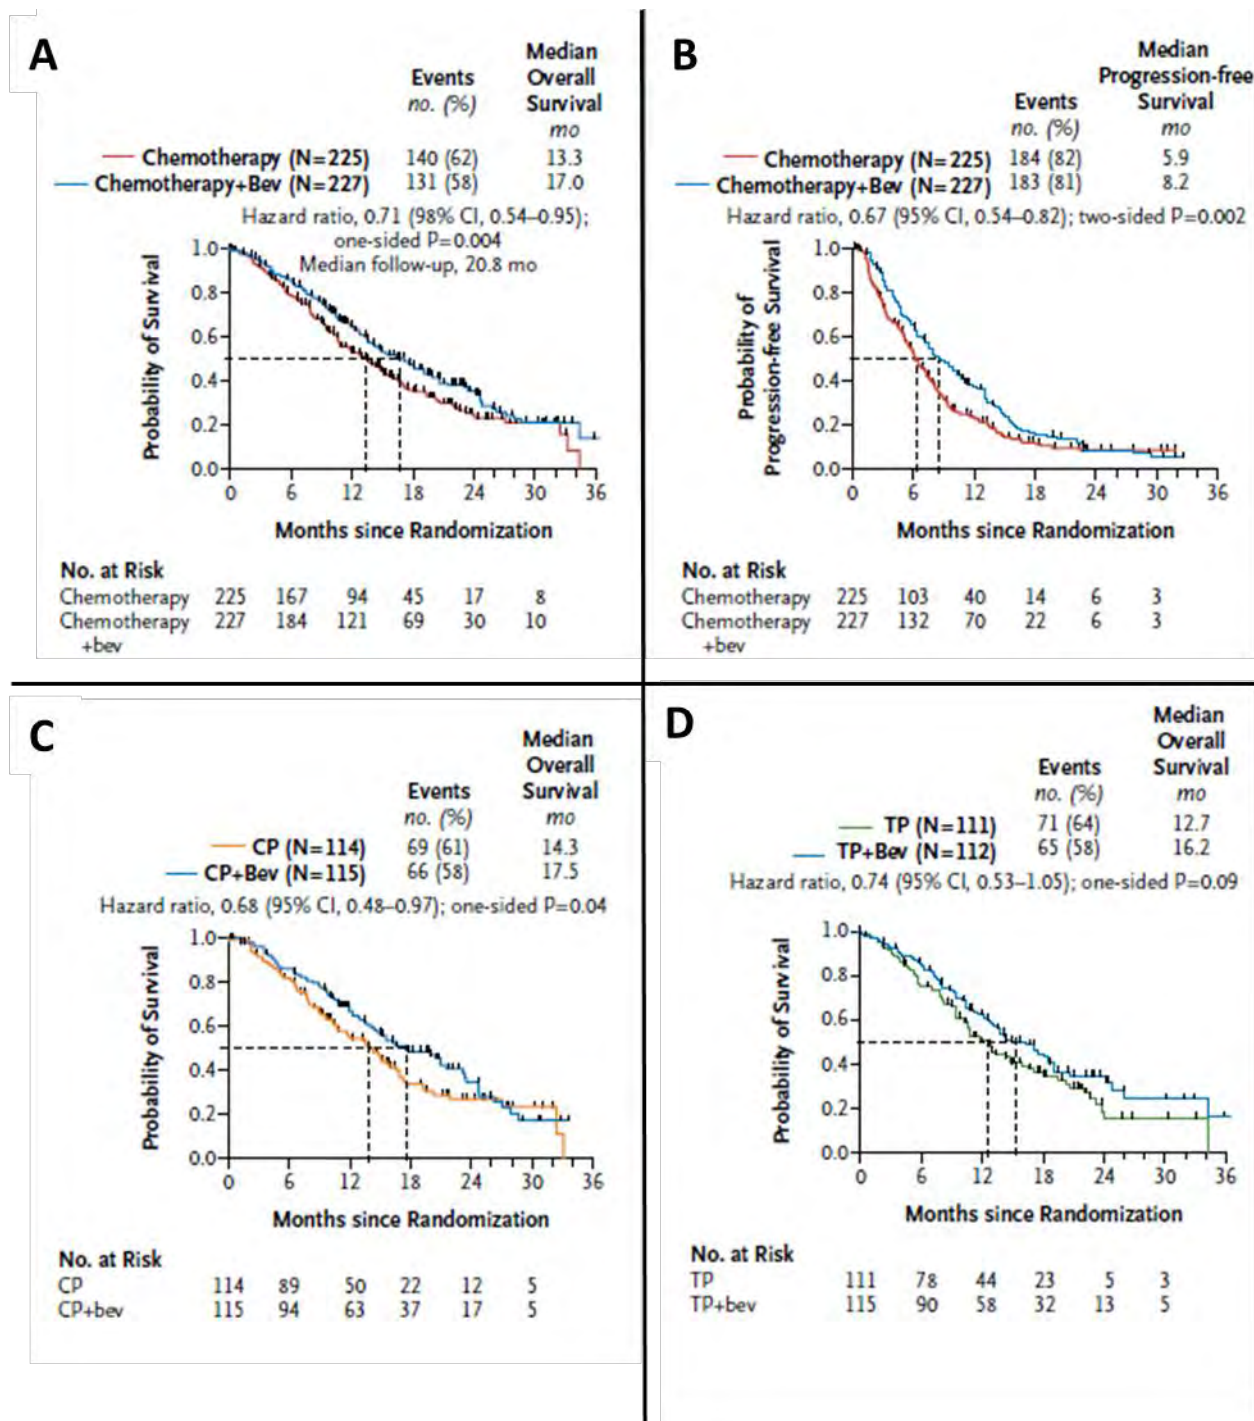 A
Median
Overall
Survival
Events
no. (%)
mo
Chemotherapy (N=225) 140 (62) 13.3
Chemotherapy+Bev (N=227) 131 (58) 17.0
Hazard ratio, 0.71 (98% CI, 0.54–0.95);
one-sided P=0.004
Median follow-up, 20.8 mo
Probability of Survival
1.0
0.8
0.6
0.4
0.2
0.0
0 6 12 18 24 30 36
Months since Randomization
No. at Risk
Chemotherapy 225 167 94 45 17 8
Chemotherapy 227 184 121 69 30 10
+bev
B
Median
Progression-free
Survival
Events
no. (%)
mo
Chemotherapy (N=225) 184 (82) 5.9
Chemotherapy+Bev (N=227) 183 (81) 8.2
Hazard ratio, 0.67 (95% CI, 0.54–0.82); two-sided P=0.002
Probability of
Progression-free Survival
1.0
0.8
0.6
0.4
0.2
0.0
0 6 12 18 24 30 36
Months since Randomization
No. at Risk
Chemotherapy 225 103 40 14 6 3
Chemotherapy 227 132 70 22 6 3
+bev
C
Median
Overall
Survival
Events
no. (%)
mo
CP (N=114) 69 (61) 14.3
CP+Bev (N=115) 66 (58) 17.5
Hazard ratio, 0.68 (95% CI, 0.48–0.97); one-sided P=0.04
Probability of Survival
1.0
0.8
0.6
0.4
0.2
0.0
0 6 12 18 24 30 36
Months since Randomization
No. at Risk
CP 114 89 50 22 12 5
CP+bev 115 94 63 37 17 5
D
Median
Overall
Survival
Events
no. (%)
mo
TP (N=111) 71 (64) 12.7
TP+Bev (N=112) 65 (58) 16.2
Hazard ratio, 0.74 (95% CI, 0.53–1.05); one-sided P=0.09
Probability of Survival
1.0
0.8
0.6
0.4
0.2
0.0
0 6 12 18 24 30 36
Months since Randomization
No. at Risk
TP 111 78 44 23 5 3
TP+bev 115 90 58 32 13 5